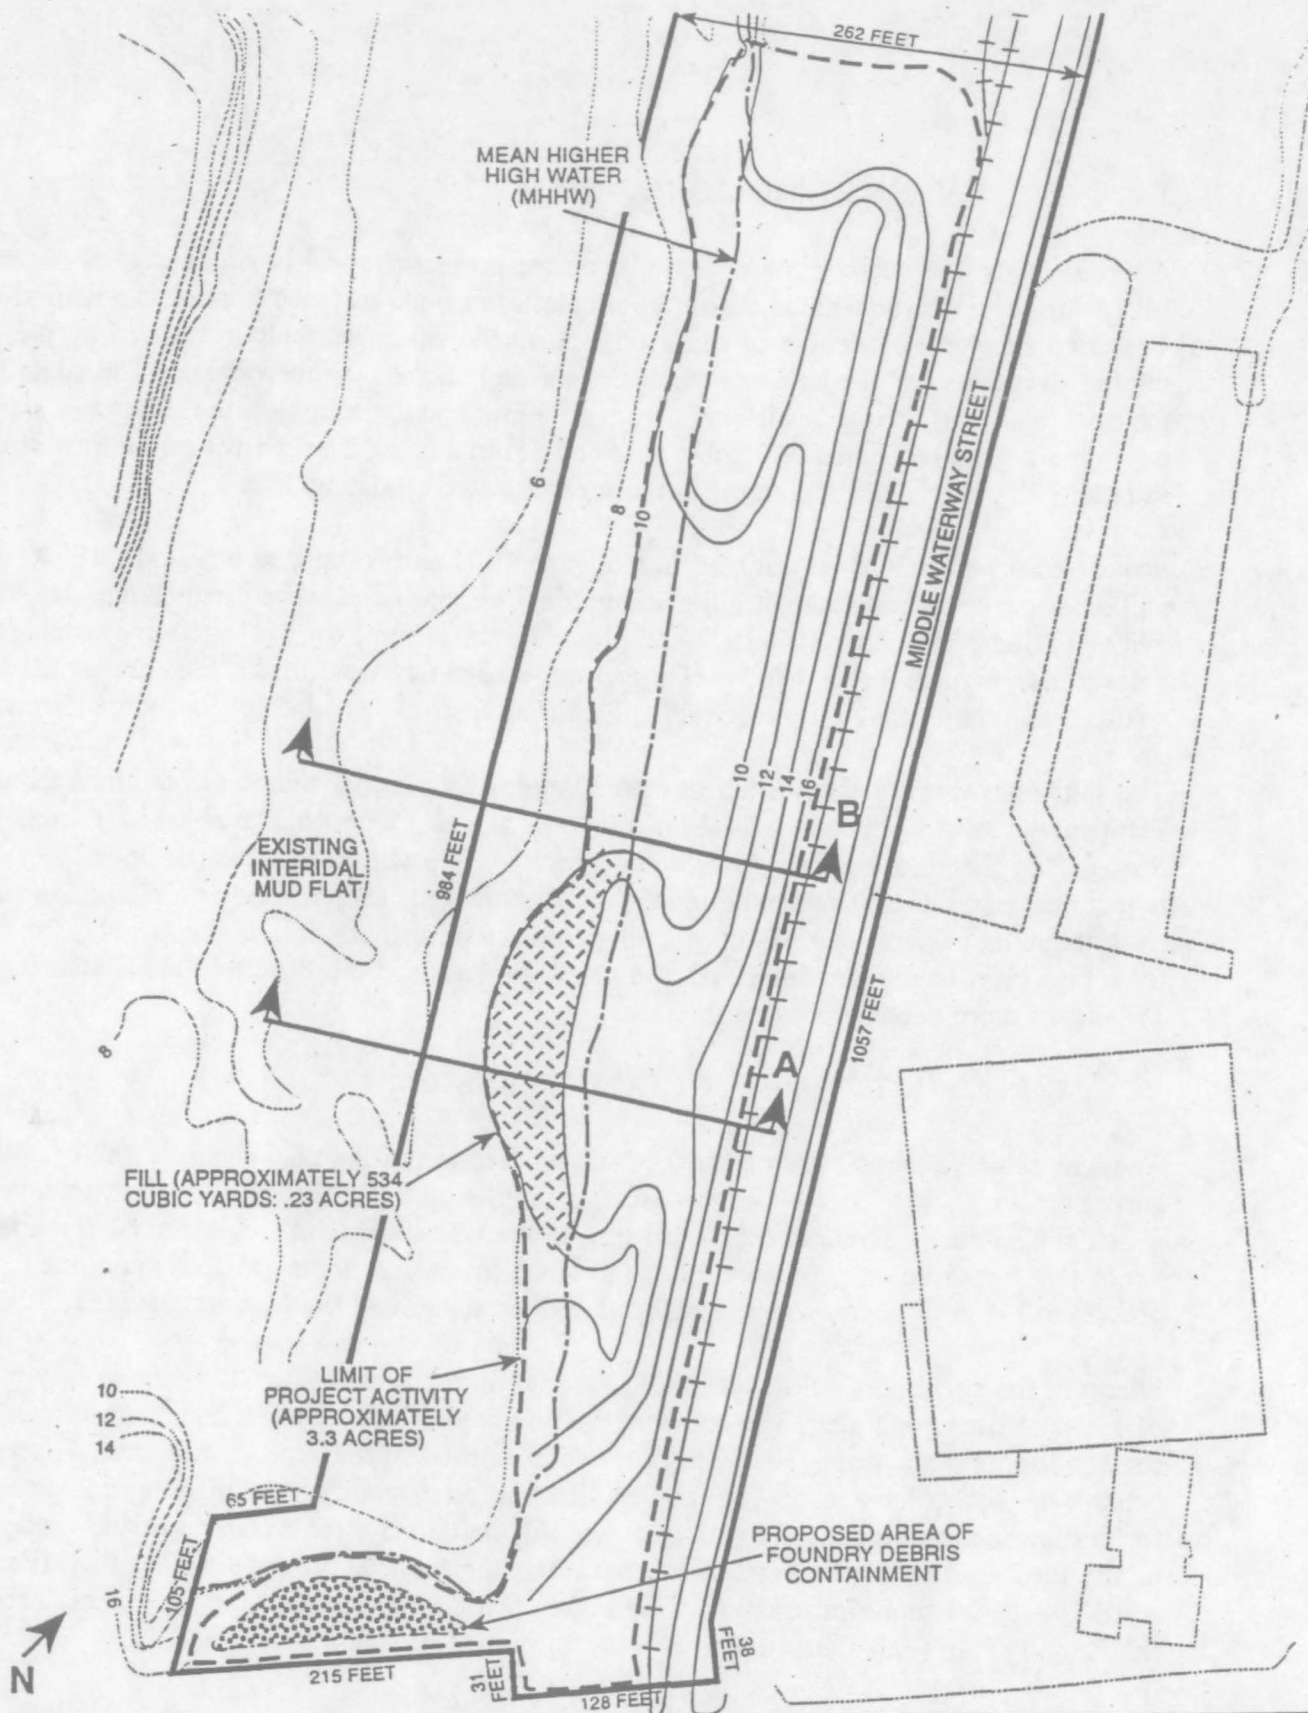 262 FEET
MEAN HIGHER
HIGH WATER
(MHHW)
6
8
10
MIDDLE WATERWAY STREET
10
12
14
16
B
EXISTING
INTERIDAL
MUD FLAT
984 FEET
8
A
1057 FEET
FILL (APPROXIMATELY 534
CUBIC YARDS: .23 ACRES)
LIMIT OF
PROJECT ACTIVITY
(APPROXIMATELY
3.3 ACRES)
10
12
14
16
65 FEET
105 FEET
PROPOSED AREA OF
FOUNDRY DEBRIS
CONTAINMENT
N
215 FEET
31
FEET
128 FEET
38
FEET